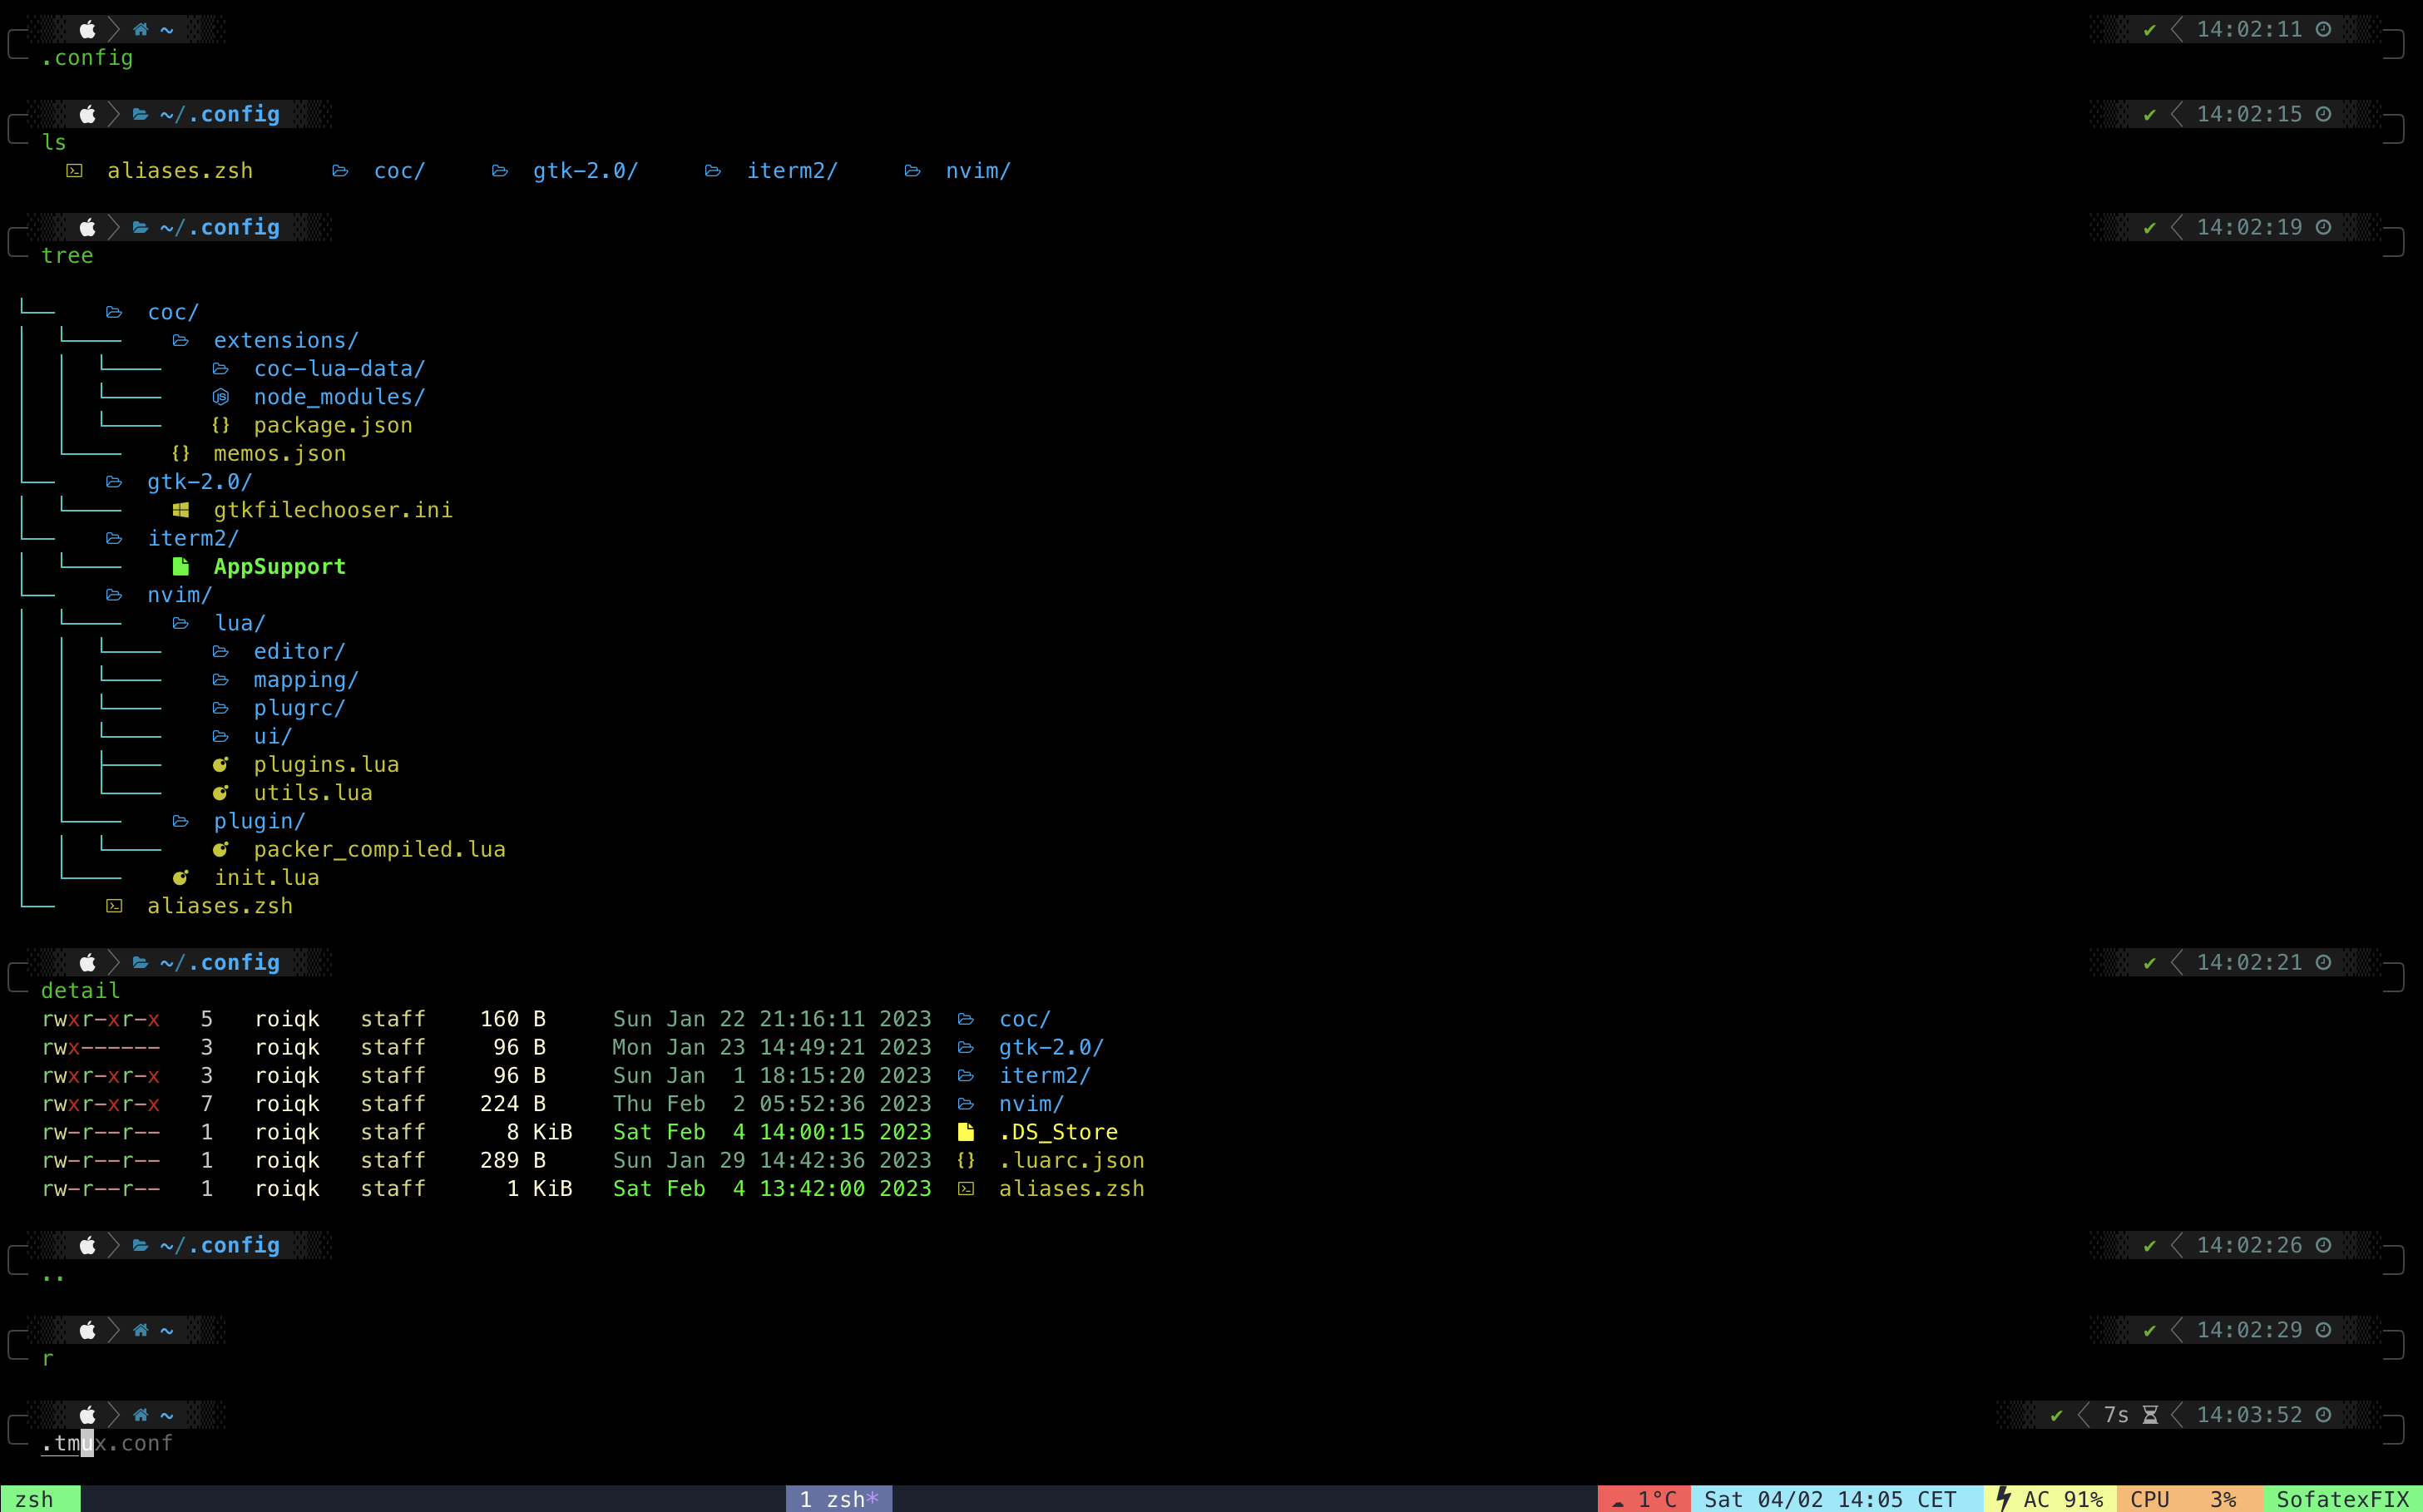 ~ ✔ 14:02:11
.config
~/.config ✔ 14:02:15
ls
aliases.zsh coc/ gtk-2.0/ iterm2/ nvim/
~/.config ✔ 14:02:19
tree
coc/
extensions/
coc-lua-data/
node_modules/
package.json
memos.json
gtk-2.0/
gtkfilechooser.ini
iterm2/
AppSupport
nvim/
lua/
editor/
mapping/
plugrc/
ui/
plugins.lua
utils.lua
plugin/
packer_compiled.lua
init.lua
aliases.zsh
~/.config ✔ 14:02:21
detail
rwxr-xr-x 5 roiqk staff 160 B Sun Jan 22 21:16:11 2023 coc/
rwx------ 3 roiqk staff 96 B Mon Jan 23 14:49:21 2023 gtk-2.0/
rwxr-xr-x 3 roiqk staff 96 B Sun Jan 1 18:15:20 2023 iterm2/
rwxr-xr-x 7 roiqk staff 224 B Thu Feb 2 05:52:36 2023 nvim/
rw-r--r-- 1 roiqk staff 8 KiB Sat Feb 4 14:00:15 2023 .DS_Store
rw-r--r-- 1 roiqk staff 289 B Sun Jan 29 14:42:36 2023 {} .luarc.json
rw-r--r-- 1 roiqk staff 1 KiB Sat Feb 4 13:42:00 2023 aliases.zsh
~/.config ✔ 14:02:26
..
~ ✔ 14:02:29
r
~ ✔ 7s 14:03:52
.tmux.conf
zsh 1 zsh* 1°C Sat 04/02 14:05 CET AC 91% CPU 3% SofatexFIX